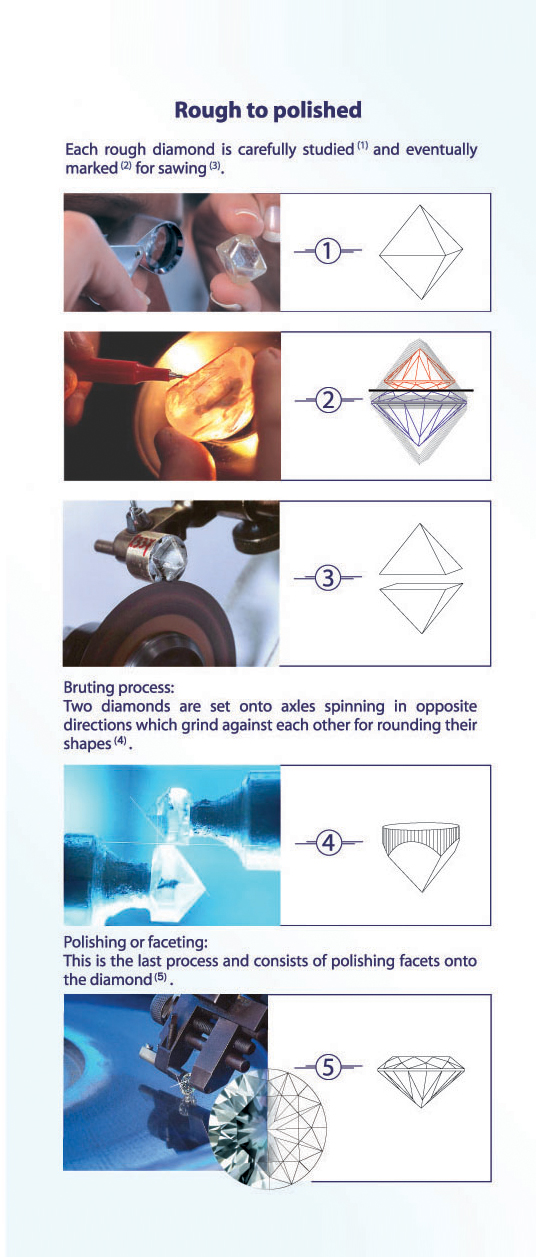 Rough to polished
Each rough diamond is carefully studied (1) and eventually
marked (2) for sawing (3).
1
2
3
Bruting process:
Two diamonds are set onto axles spinning in opposite
directions which grind against each other for rounding their
shapes (4).
4
Polishing or faceting:
This is the last process and consists of polishing facets onto
the diamond (5).
5